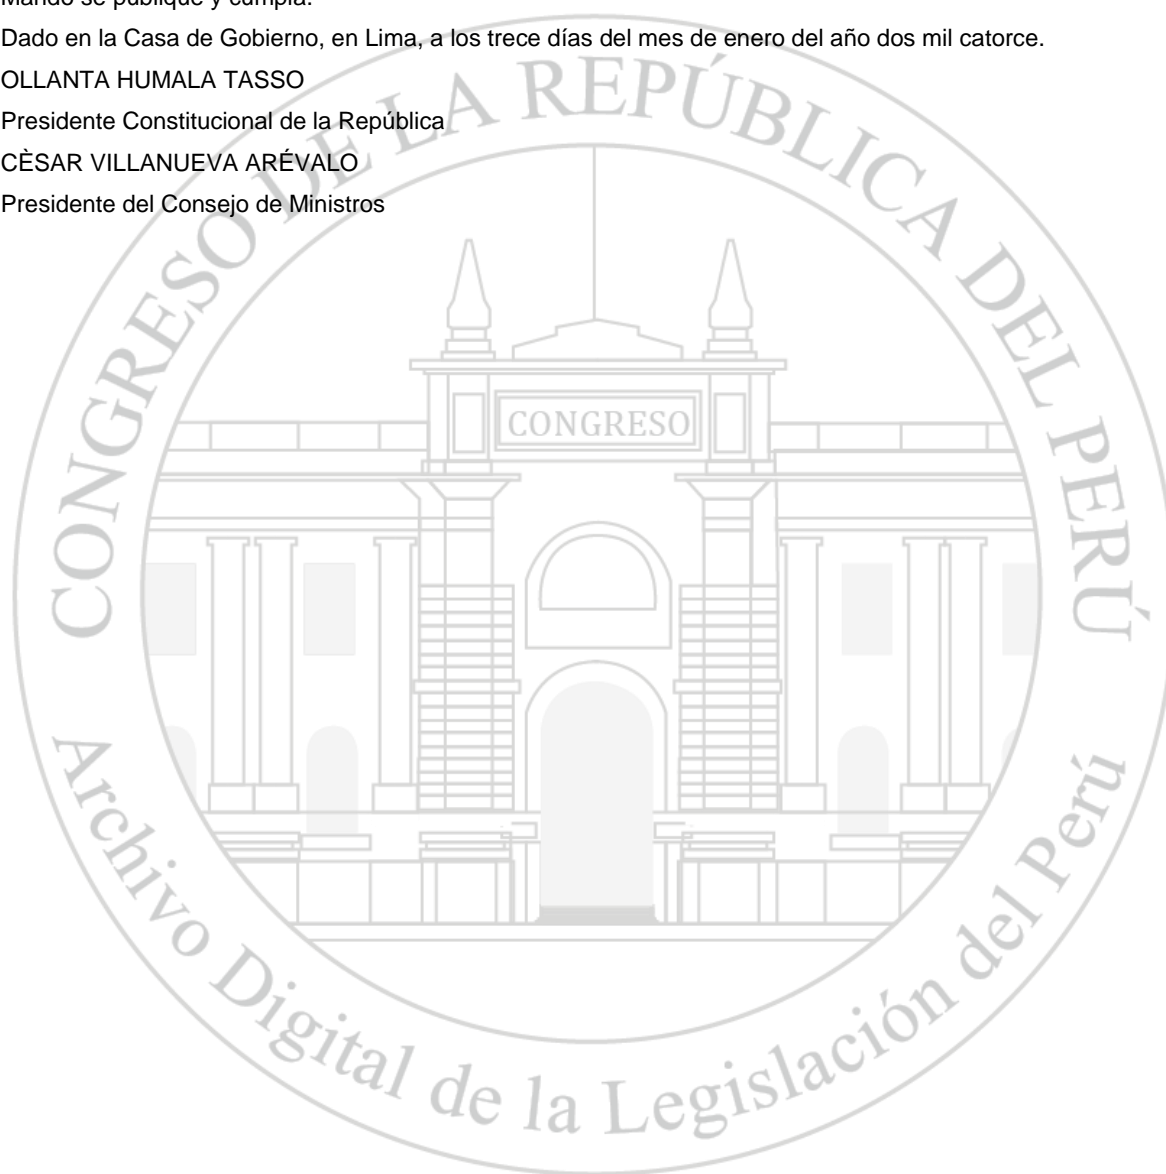 Mando se publique y cumpla.
Dado en la Casa de Gobierno, en Lima, a los trece días del mes de enero del año dos mil catorce.
OLLANTA HUMALA TASSO
Presidente Constitucional de la República
CÈSAR VILLANUEVA ARÉVALO
Presidente del Consejo de Ministros
CONGRESO DE LA REPÚBLICA DEL PERÚ
CONGRESO
Archivo Digital de la Legislación del Perú